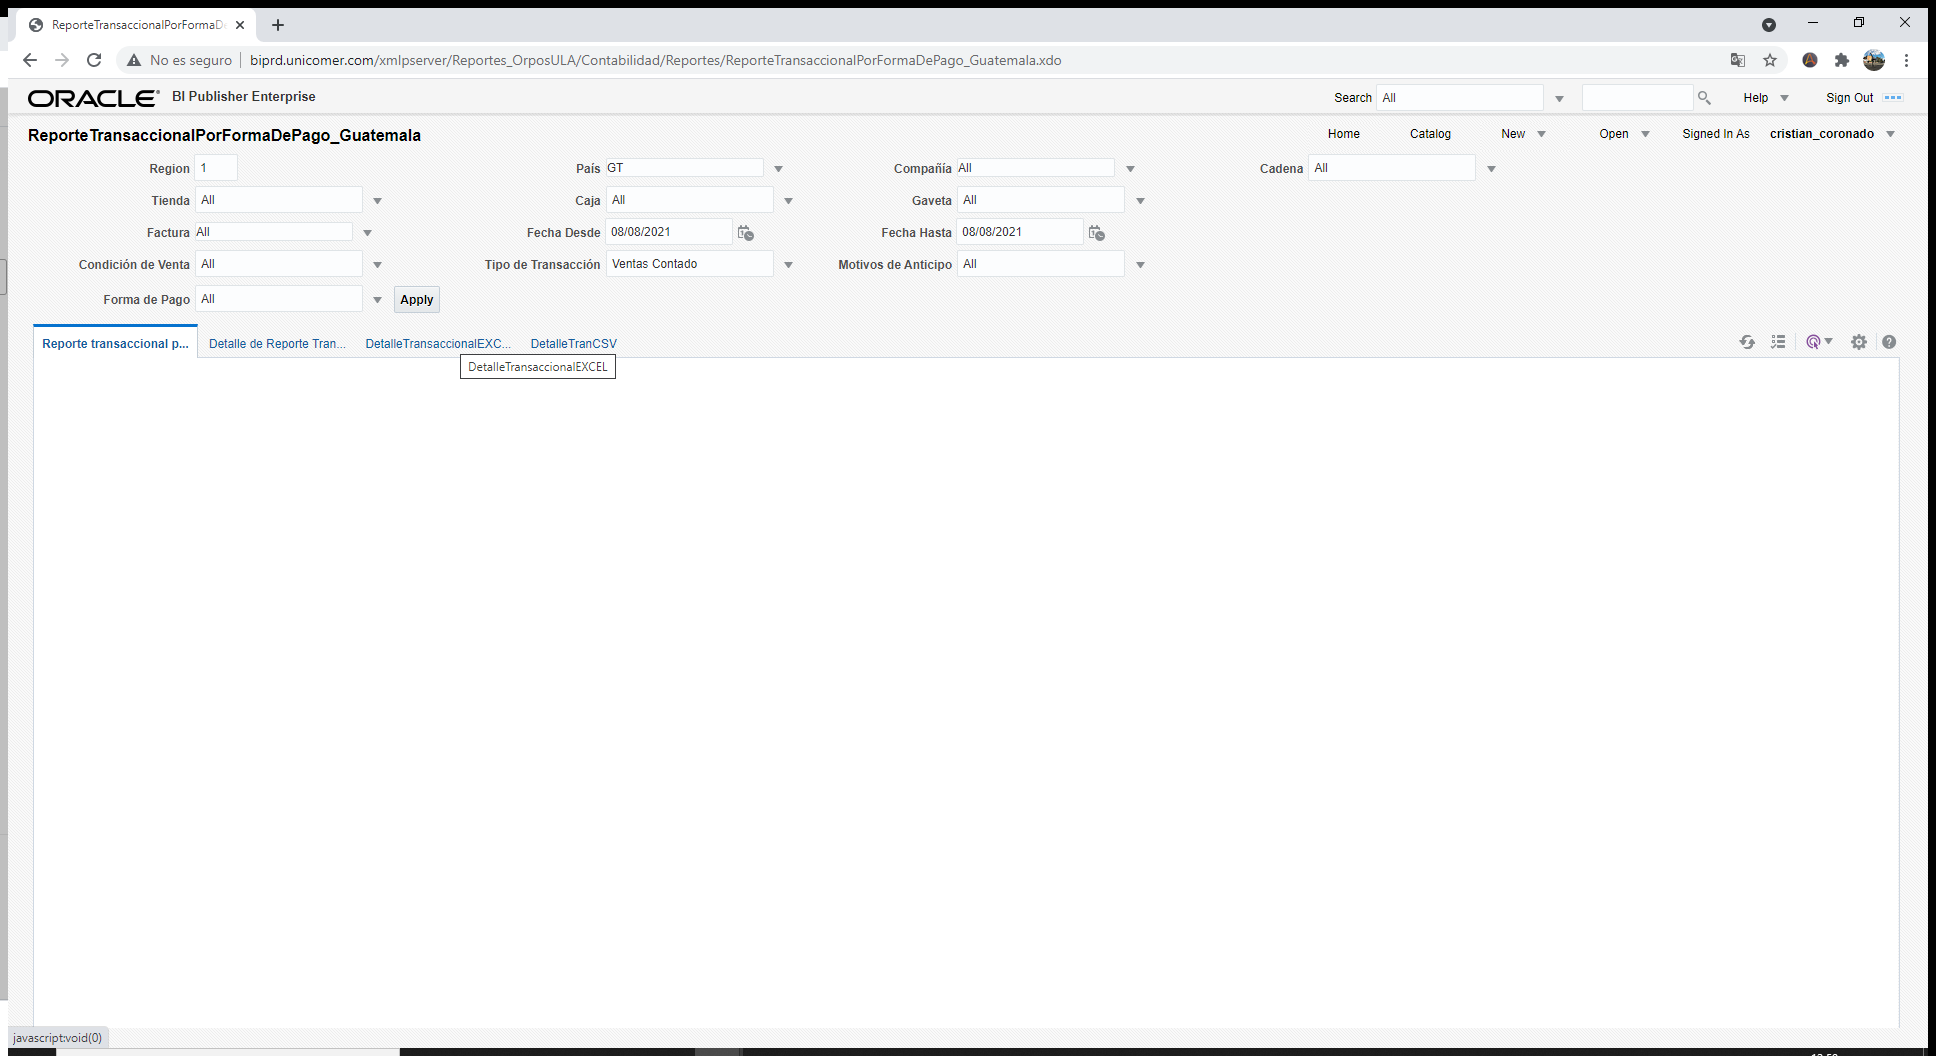 ReporteTransaccionalPorFormaD
No es seguro biprd.unicomer.com/xmlpserver/Reportes_OrposULA/Contabilidad/Reportes/ReporteTransaccionalPorFormaDePago_Guatemala.xdo
ORACLE BI Publisher Enterprise Search All Help Sign Out
ReporteTransaccionalPorFormaDePago_Guatemala Home Catalog New Open Signed In As cristian_coronado
Region 1 País GT Compañía All Cadena All
Tienda All Caja All Gaveta All
Factura All Fecha Desde 08/08/2021 Fecha Hasta 08/08/2021
Condición de Venta All Tipo de Transacción Ventas Contado Motivos de Anticipo All
Forma de Pago All Apply
Reporte transaccional p... Detalle de Reporte Tran... DetalleTransaccionalEXC... DetalleTranCSV
DetalleTransaccionalEXCEL
javascript:void(0)